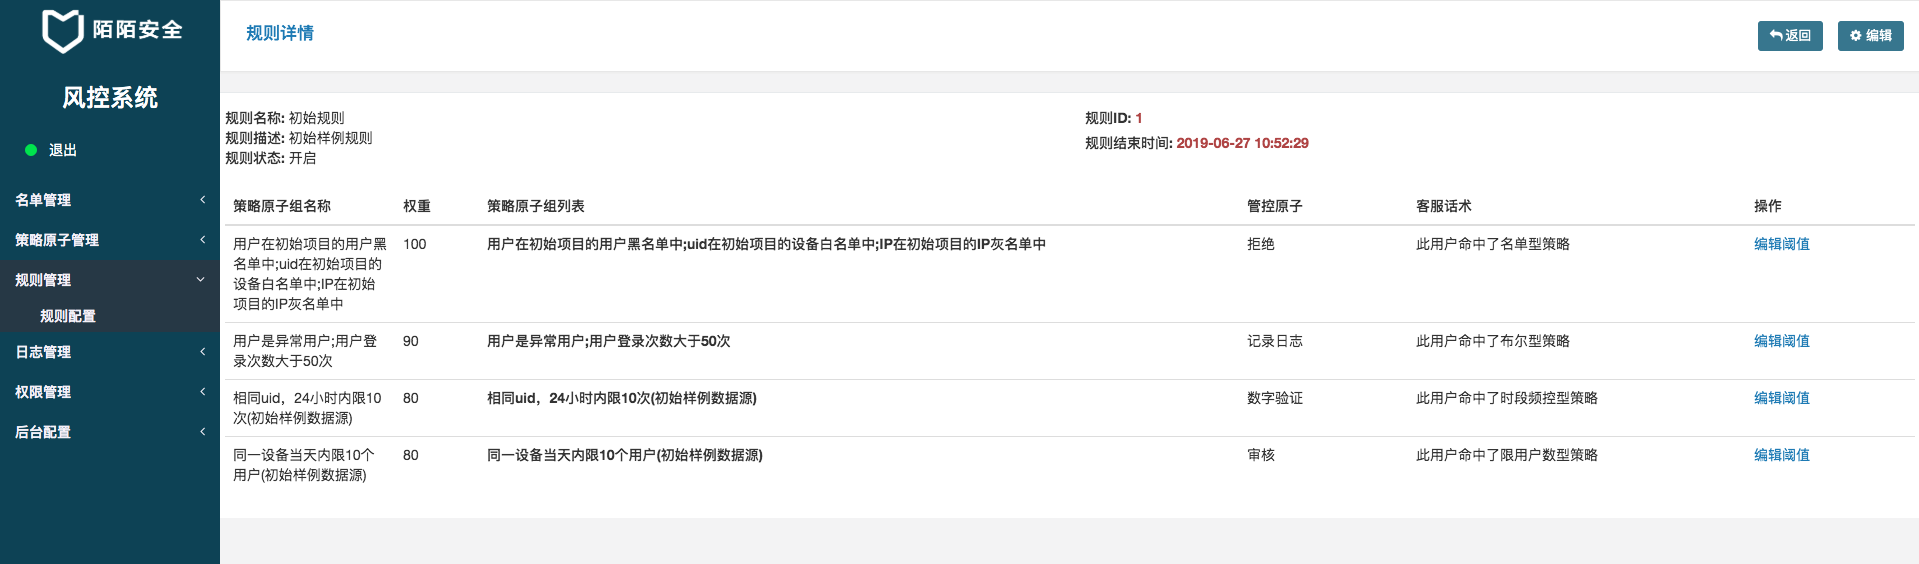 陌陌安全
风控系统
退出
名单管理
策略原子管理
规则管理
规则配置
日志管理
权限管理
后台配置
规则详情
返回
编辑
规则名称: 初始规则
规则描述: 初始样例规则
规则状态: 开启
规则ID: 1
规则结束时间: 2019-06-27 10:52:29
策略原子组名称 权重 策略原子组列表 管控原子 客服话术 操作
用户在初始项目的用户黑 100 用户在初始项目的用户黑名单中;uid在初始项目的设备白名单中;IP在初始项目的IP灰名单中 拒绝 此用户命中了名单型策略 编辑阈值
名单中;uid在初始项目的
设备白名单中;IP在初始
项目的IP灰名单中
用户是异常用户;用户登 90 用户是异常用户;用户登录次数大于50次 记录日志 此用户命中了布尔型策略 编辑阈值
录次数大于50次
相同uid，24小时内限10 80 相同uid，24小时内限10次(初始样例数据源) 数字验证 此用户命中了时段频控型策略 编辑阈值
次(初始样例数据源)
同一设备当天内限10个 80 同一设备当天内限10个用户(初始样例数据源) 审核 此用户命中了限用户数型策略 编辑阈值
用户(初始样例数据源)